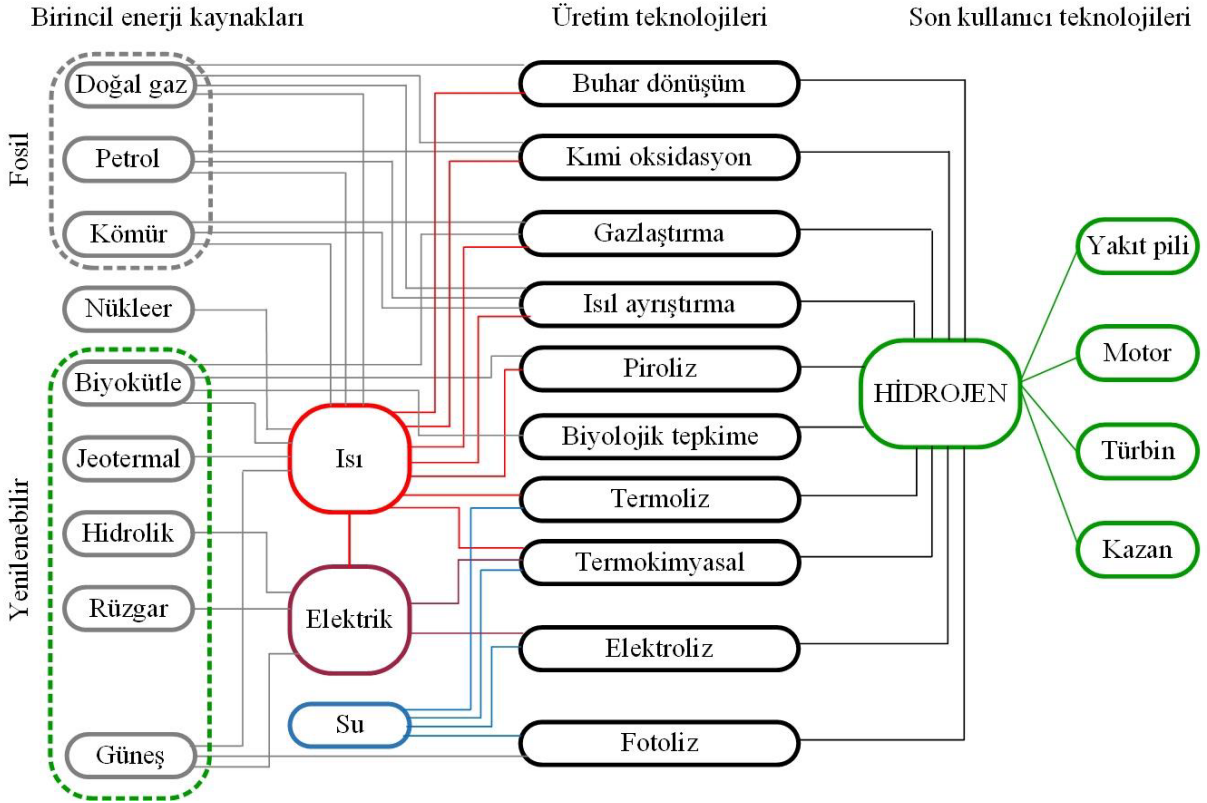 Birincil enerji kaynakları
Üretim teknolojileri
Son kullanıcı teknolojileri
Fosil
Doğal gaz
Petrol
Kömür
Nükleer
Yenilenebilir
Biyokütle
Jeotermal
Hidrolik
Rüzgar
Güneş
Isı
Elektrik
Su
Buhar dönüşüm
Kımi oksidasyon
Gazlaştırma
Isıl ayrıştırma
Piroliz
Biyolojik tepkime
Termoliz
Termokimyasal
Elektroliz
Fotoliz
HİDROJEN
Yakıt pili
Motor
Türbin
Kazan